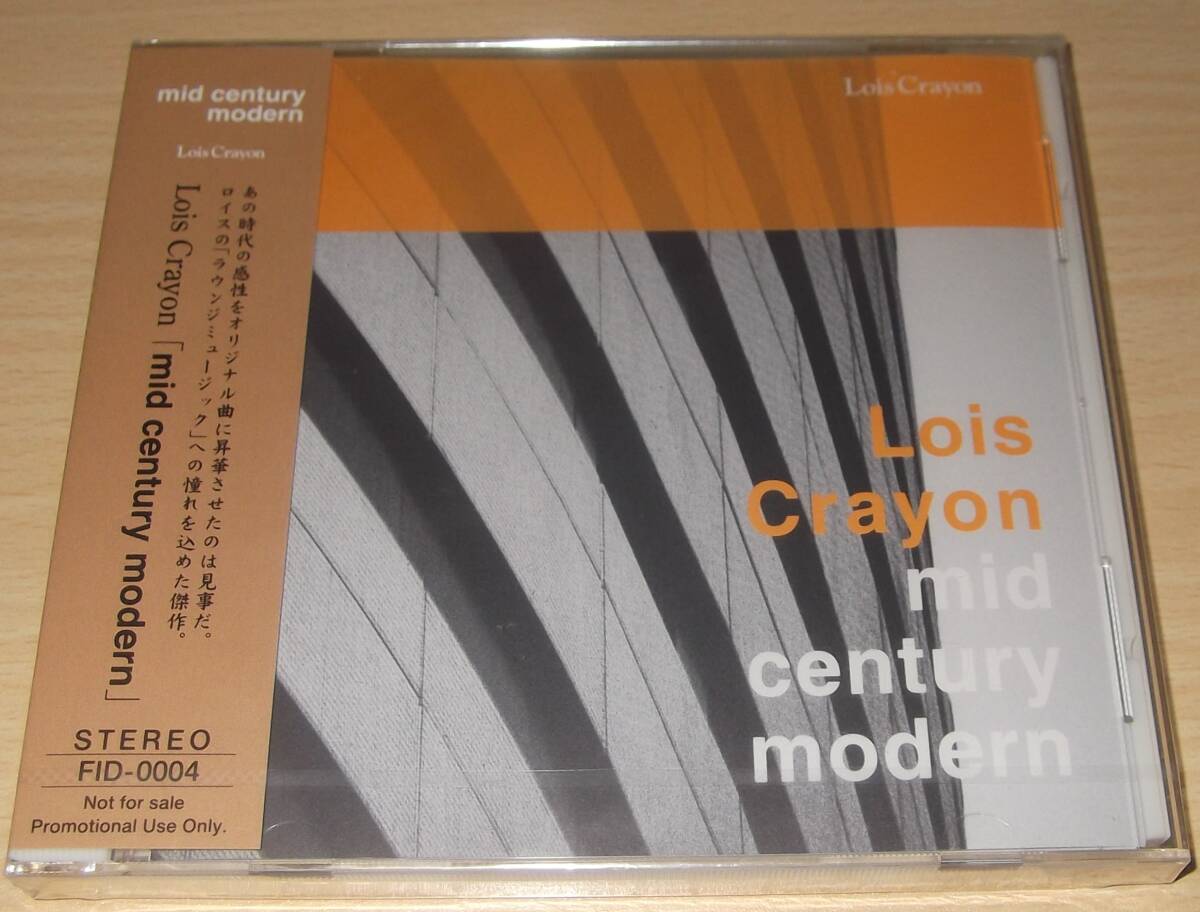 mid century
modern
Lois Crayon
あの時代の感性をオリジナル曲に昇華させたのは見事だ。
ロイスの「ラウンジミュージック」への憧れを込めた傑作。
Lois Crayon「mid century modern」
STEREO
FID-0004
Not for sale
Promotional Use Only.
Lois Crayon
Lois
Crayon
mid
century
modern